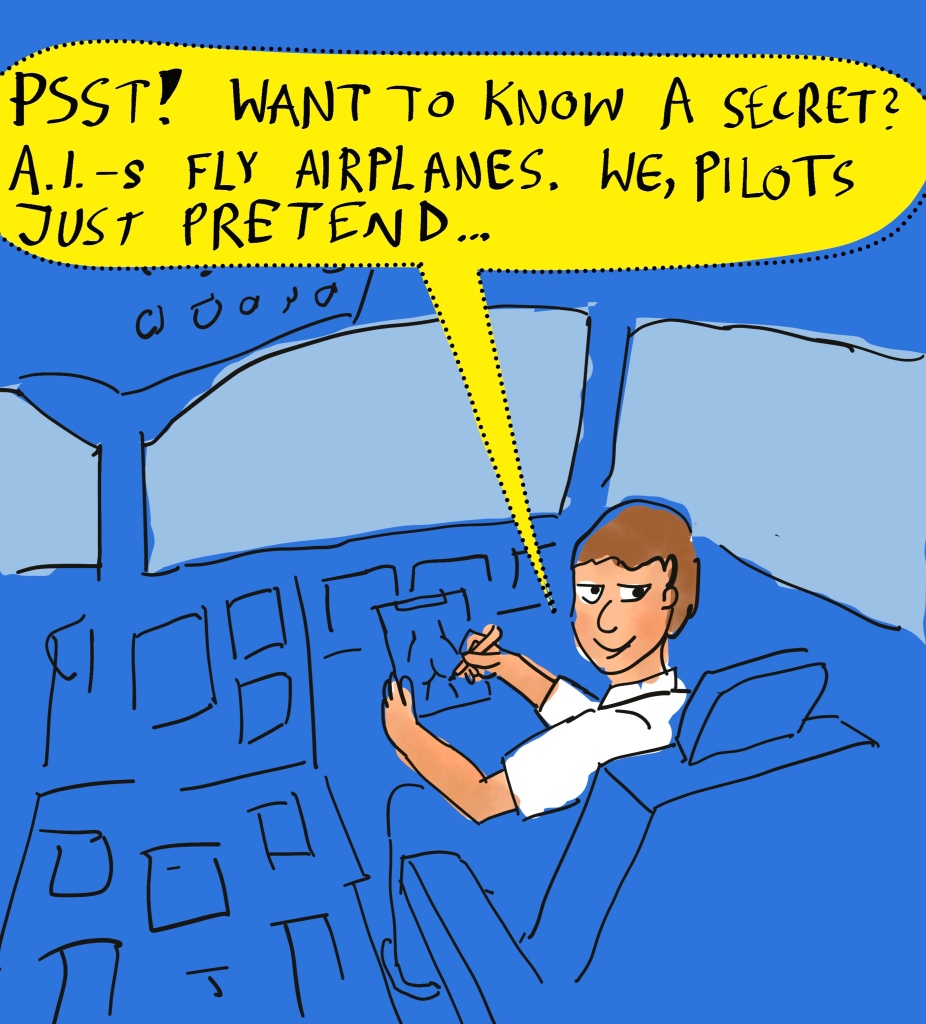 PSST! WANT TO KNOW A SECRET?
A.I.-s FLY AIRPLANES. WE, PILOTS
JUST PRETEND...